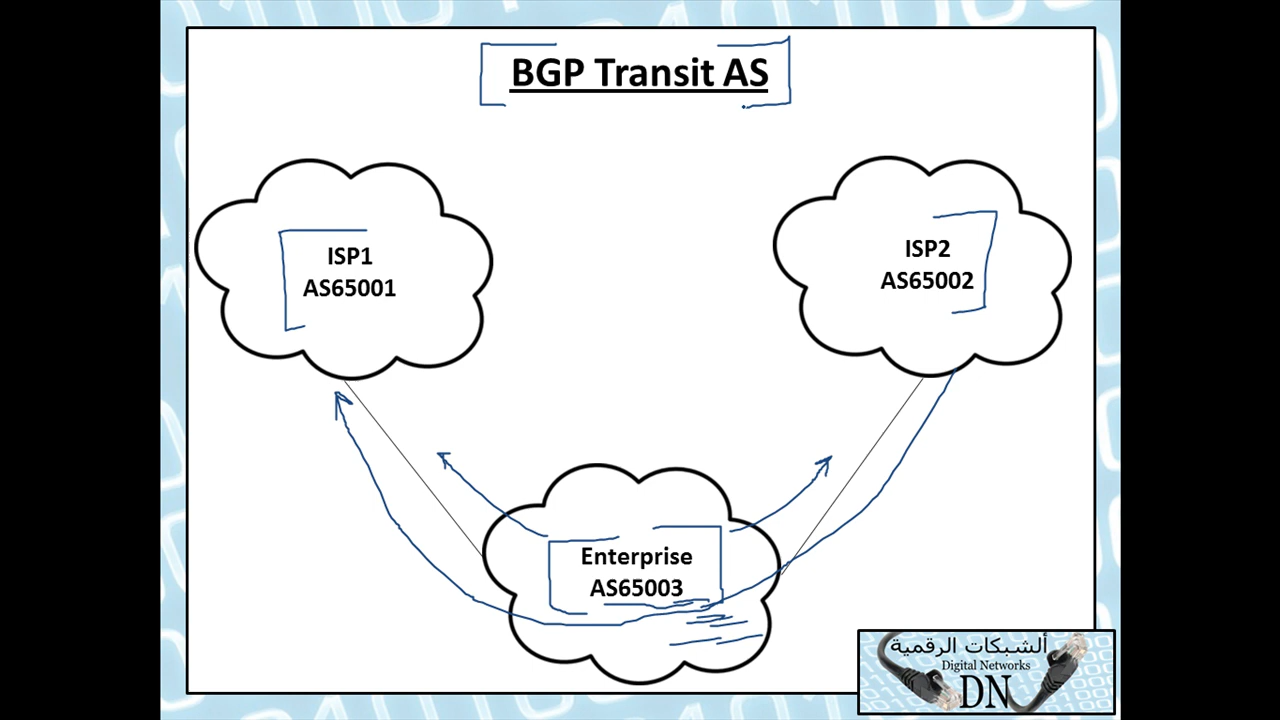 BGP Transit AS
ISP1
AS65001
ISP2
AS65002
Enterprise
AS65003
ألشبكات الرقمية
Digital Networks
DN